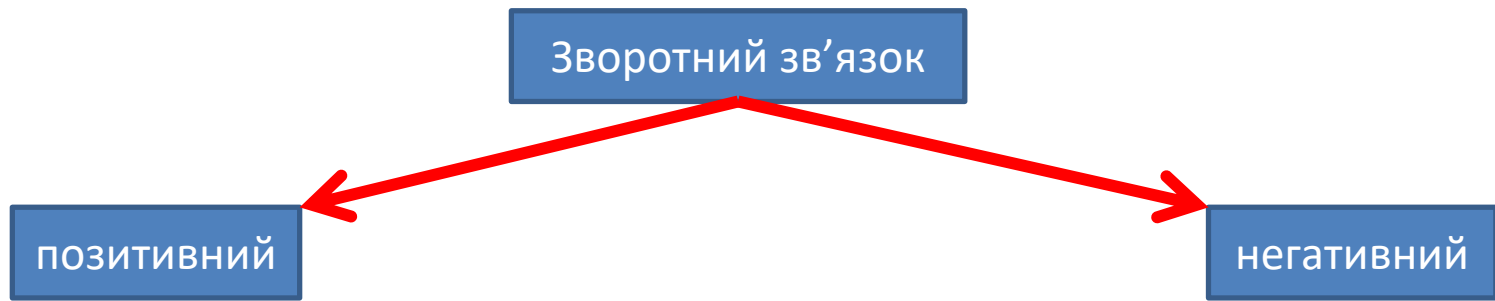 Зворотний зв’язок
позитивний
негативний